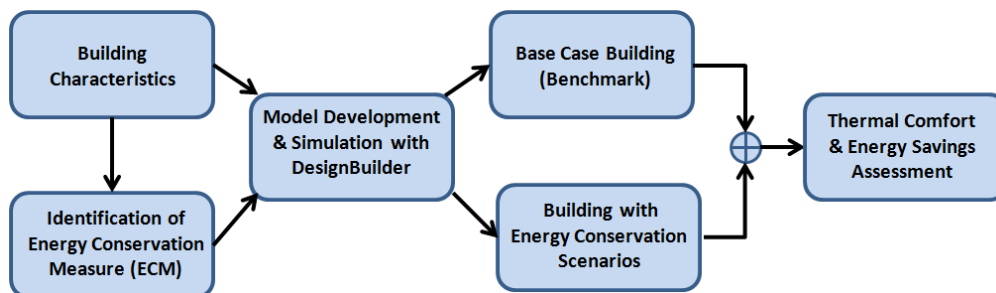 Building
Characteristics
Identification of
Energy Conservation
Measure (ECM)
Model Development
& Simulation with
DesignBuilder
Base Case Building
(Benchmark)
Building with
Energy Conservation
Scenarios
Thermal Comfort
& Energy Savings
Assessment